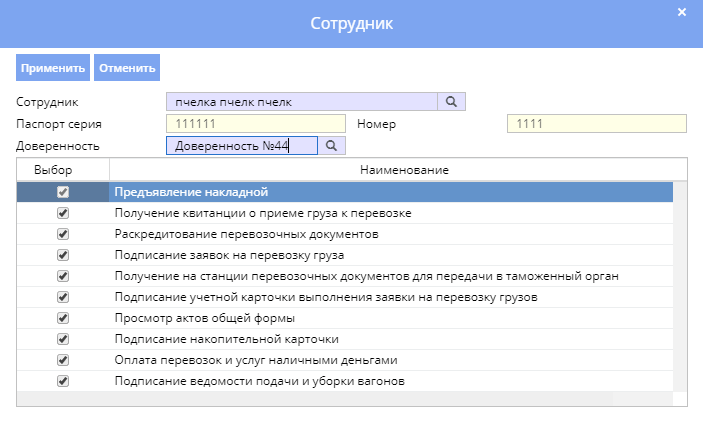 Сотрудник
Применить Отменить
Сотрудник пчелка пчелк пчелк
Паспорт серия 111111 Номер 1111
Доверенность Доверенность №44
Выбор Наименование
Предъявление накладной
Получение квитанции о приеме груза к перевозке
Раскредитование перевозочных документов
Подписание заявок на перевозку груза
Получение на станции перевозочных документов для передачи в таможенный орган
Подписание учетной карточки выполнения заявки на перевозку грузов
Просмотр актов общей формы
Подписание накопительной карточки
Оплата перевозок и услуг наличными деньгами
Подписание ведомости подачи и уборки вагонов